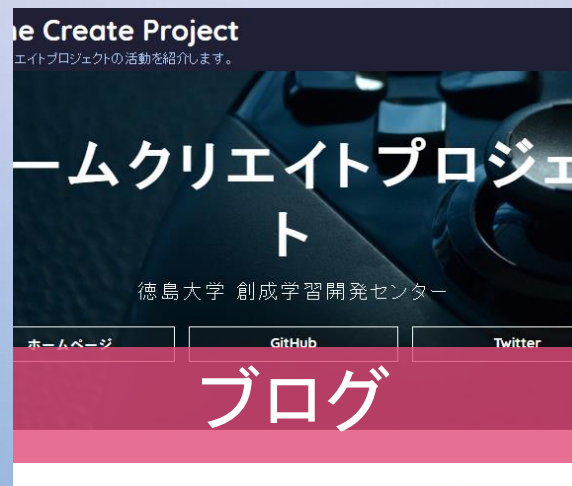 ne Create Project
エイトプロジェクトの活動を紹介します。
ームクリエイトプロジェ
ト
徳島大学 創成学習開発センター
ホームページ GitHub Twitter
ブログ